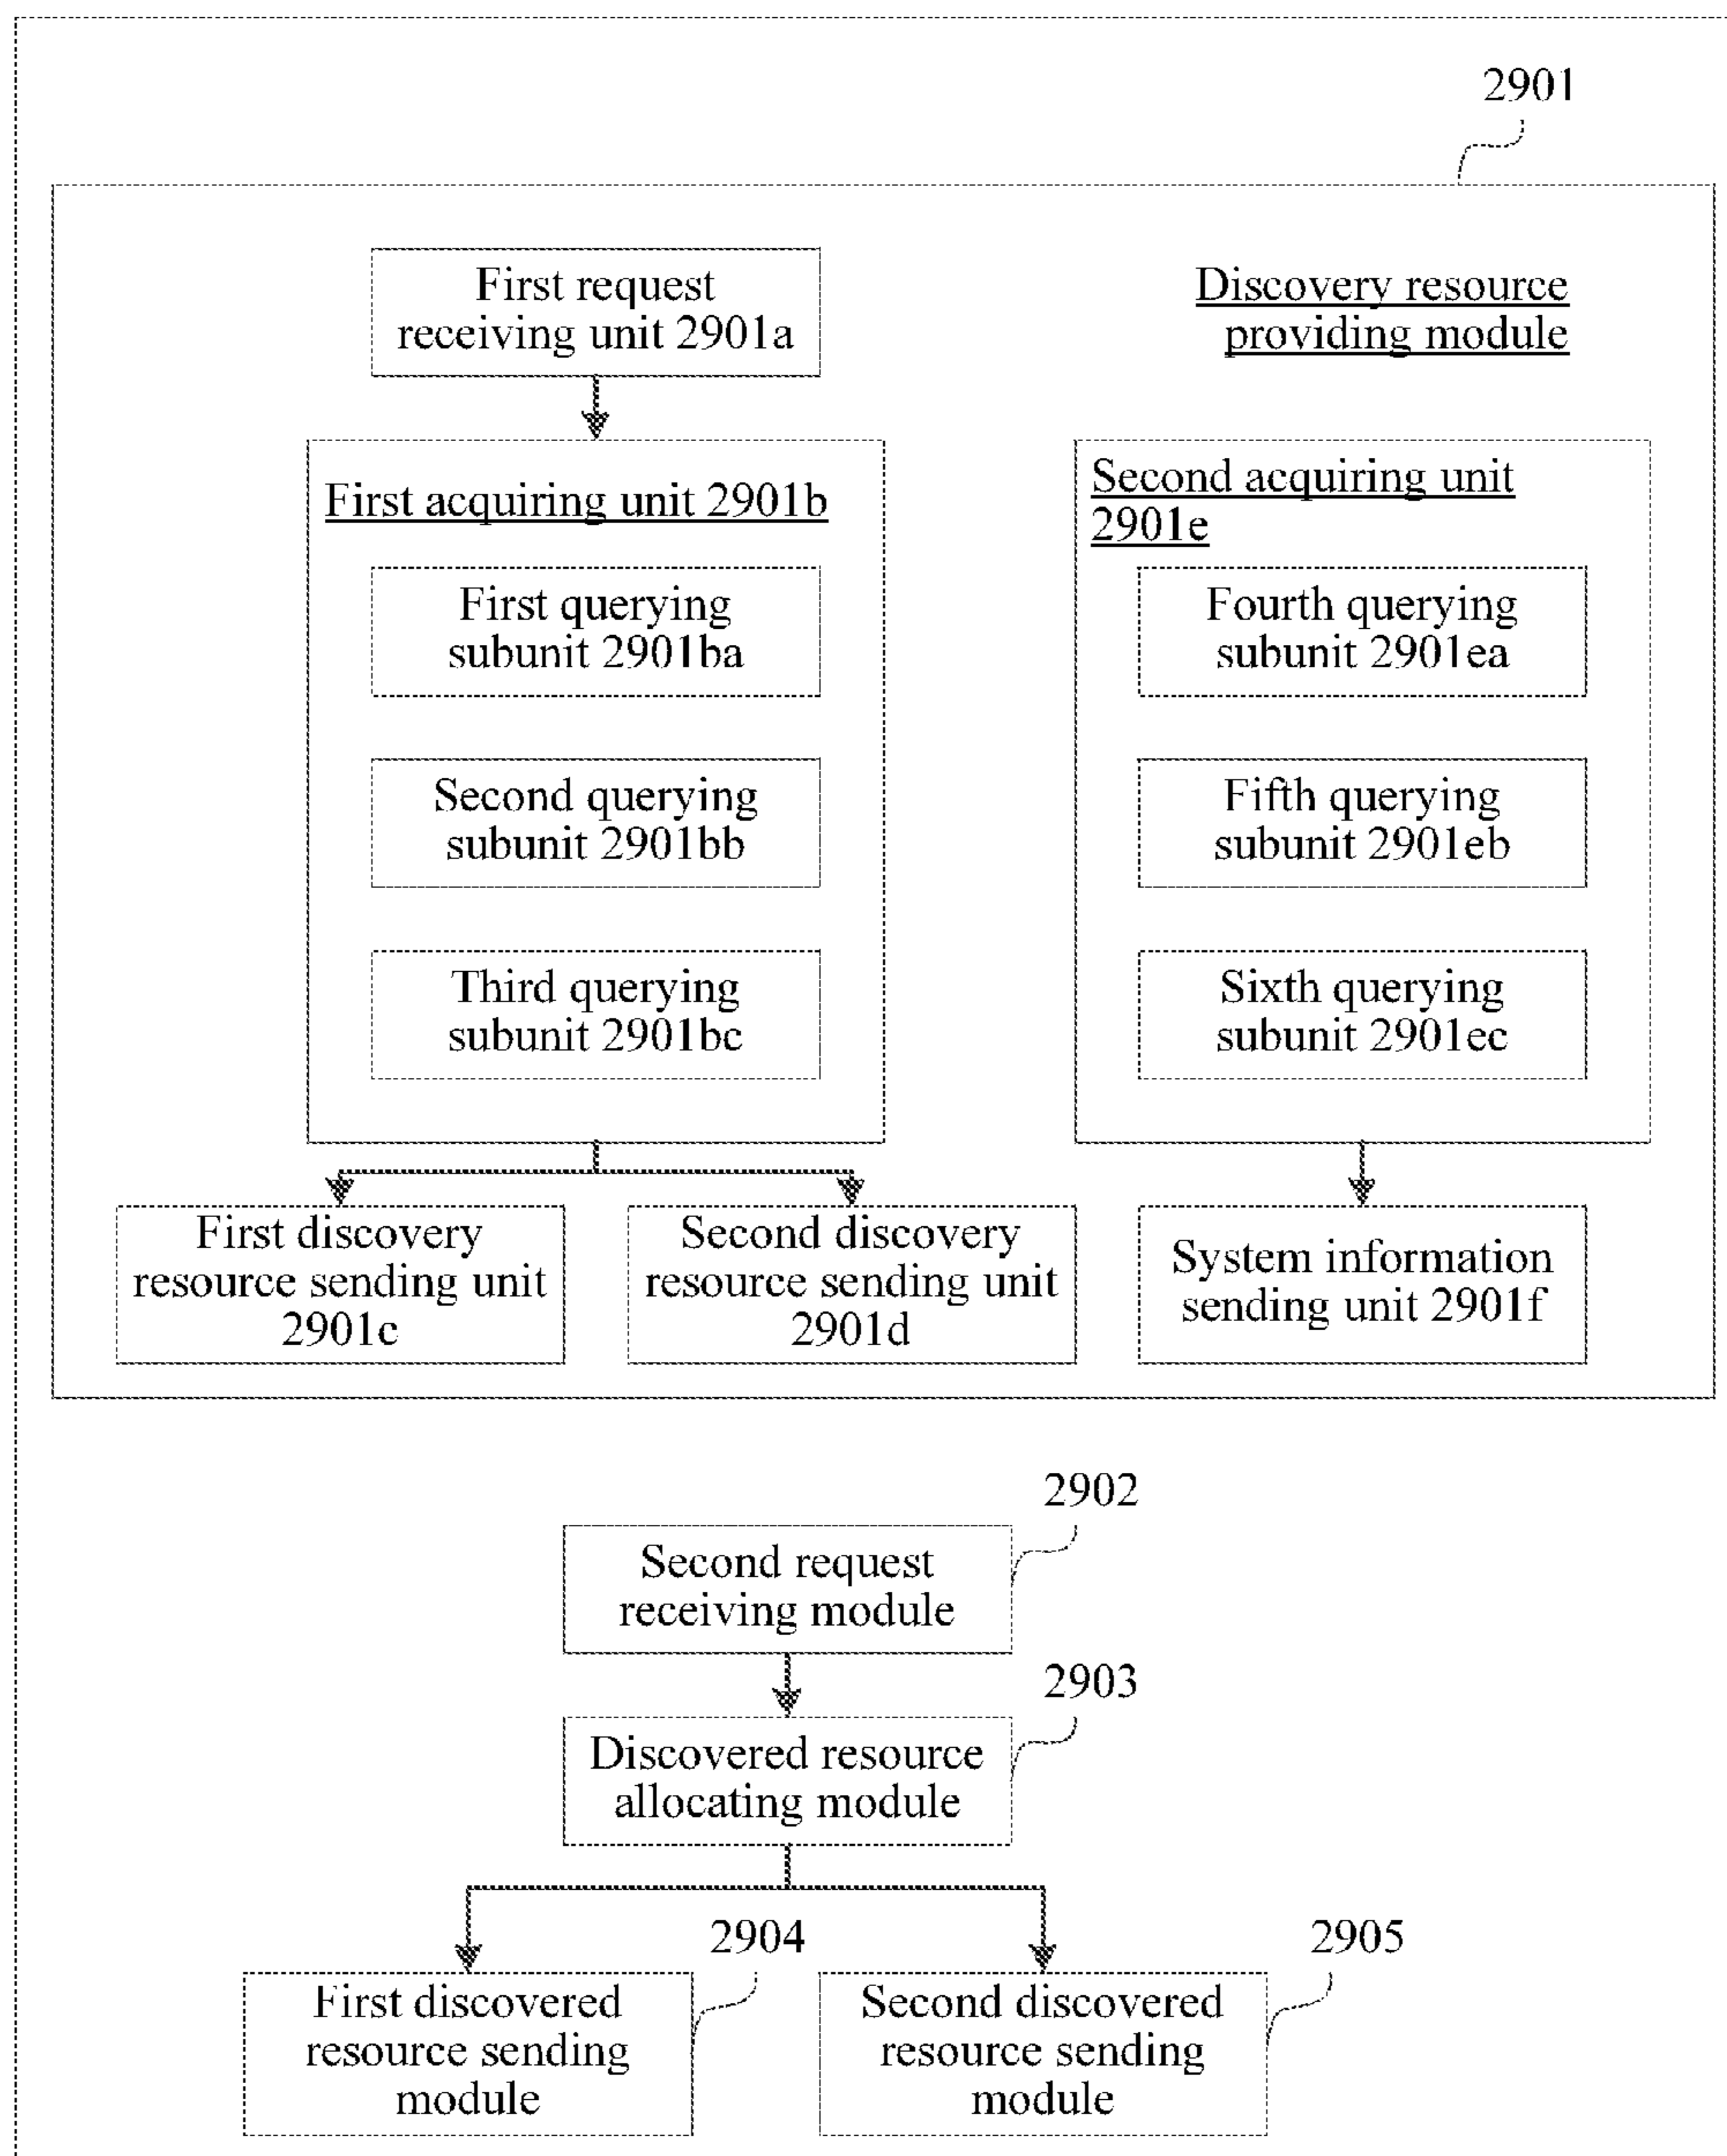 2901
First request
receiving unit 2901a
Discovery resource
providing module
First acquiring unit 2901b
First querying
subunit 2901ba
Second querying
subunit 2901bb
Third querying
subunit 2901bc
Second acquiring unit
2901e
Fourth querying
subunit 2901ea
Fifth querying
subunit 2901eb
Sixth querying
subunit 2901ec
First discovery
resource sending unit
2901c
Second discovery
resource sending unit
2901d
System information
sending unit 2901f
2902
Second request
receiving module
2903
Discovered resource
allocating module
2904
First discovered
resource sending
module
2905
Second discovered
resource sending
module